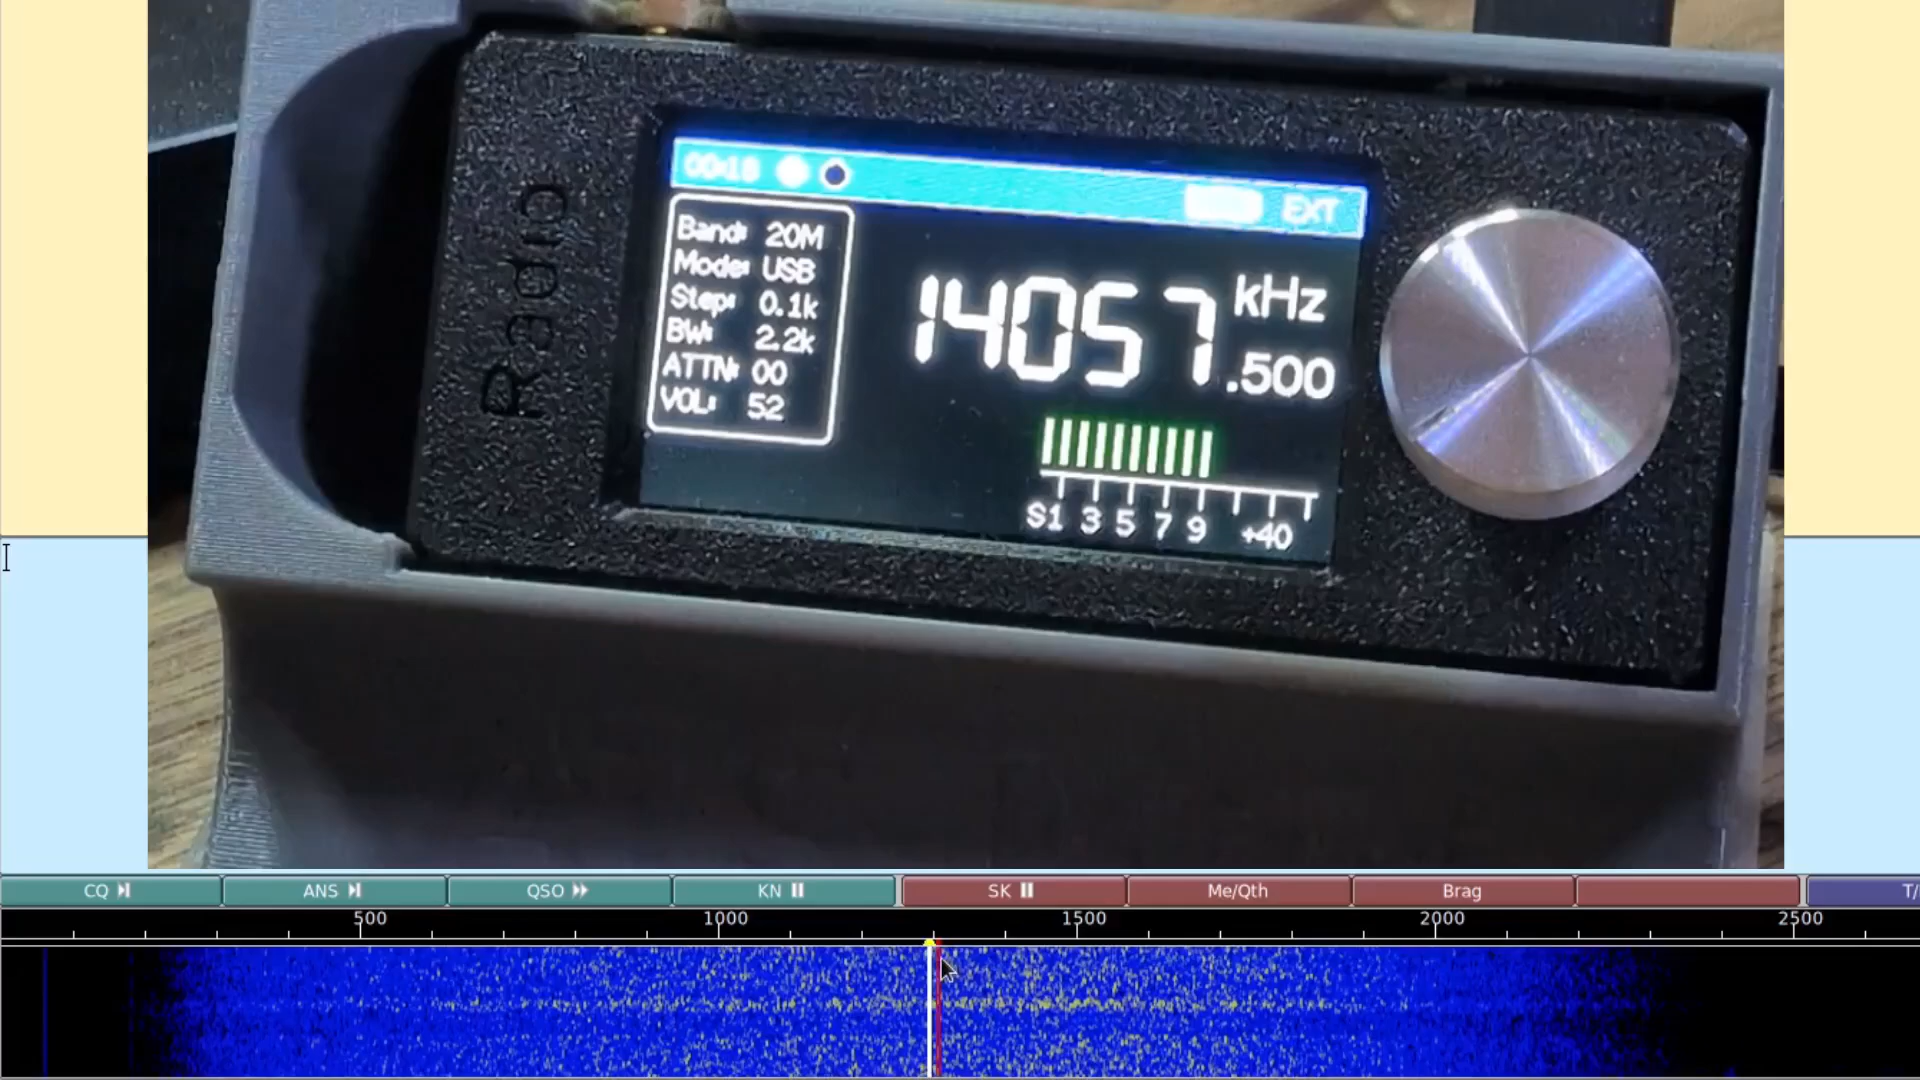 00:18
EXT
Radio
Band: 20M
Mode: USB
Step: 0.1k
BW: 2.2k
ATTN: 00
VOL: 52
14057.500 kHz
S1 3 5 7 9 +40
CQ ANS QSO KN SK Me/Qth Brag T/
500 1000 1500 2000 2500